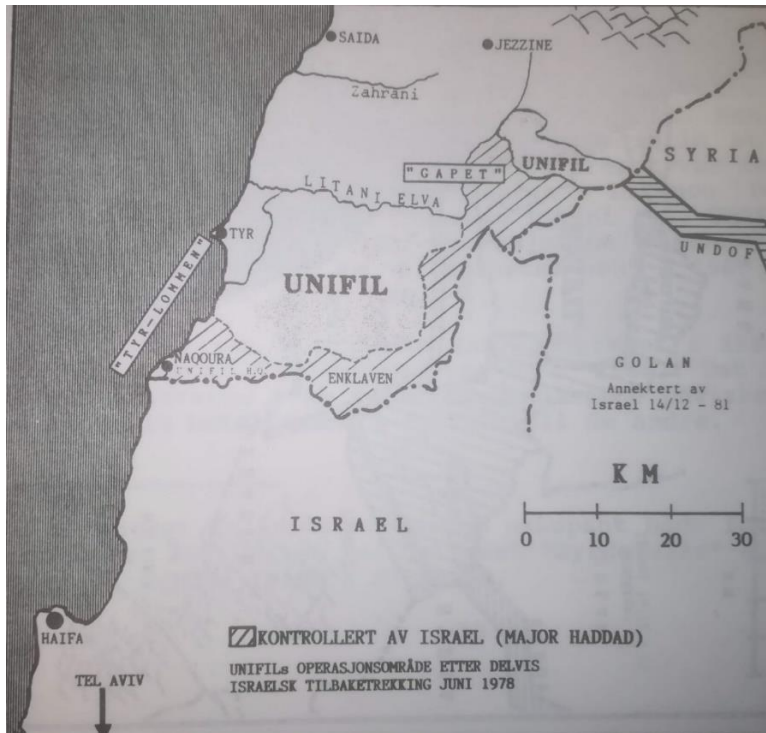 SAIDA
JEZZINE
Zahrani
SYRIA
UNIFIL
"GAPET"
LITANI ELVA
TYR
UNDOF
"TYR-LOMMEN"
UNIFIL
NAQOURA
UNIFIL H.Q
ENKLAVEN
GOLAN
Annektert av
Israel 14/12 - 81
KM
0 10 20 30
ISRAEL
HAIFA
KONTROLLERT AV ISRAEL (MAJOR HADDAD)
UNIFILs OPERASJONSOMRÅDE ETTER DELVIS
ISRAELSK TILBAKETREKKING JUNI 1978
TEL AVIV